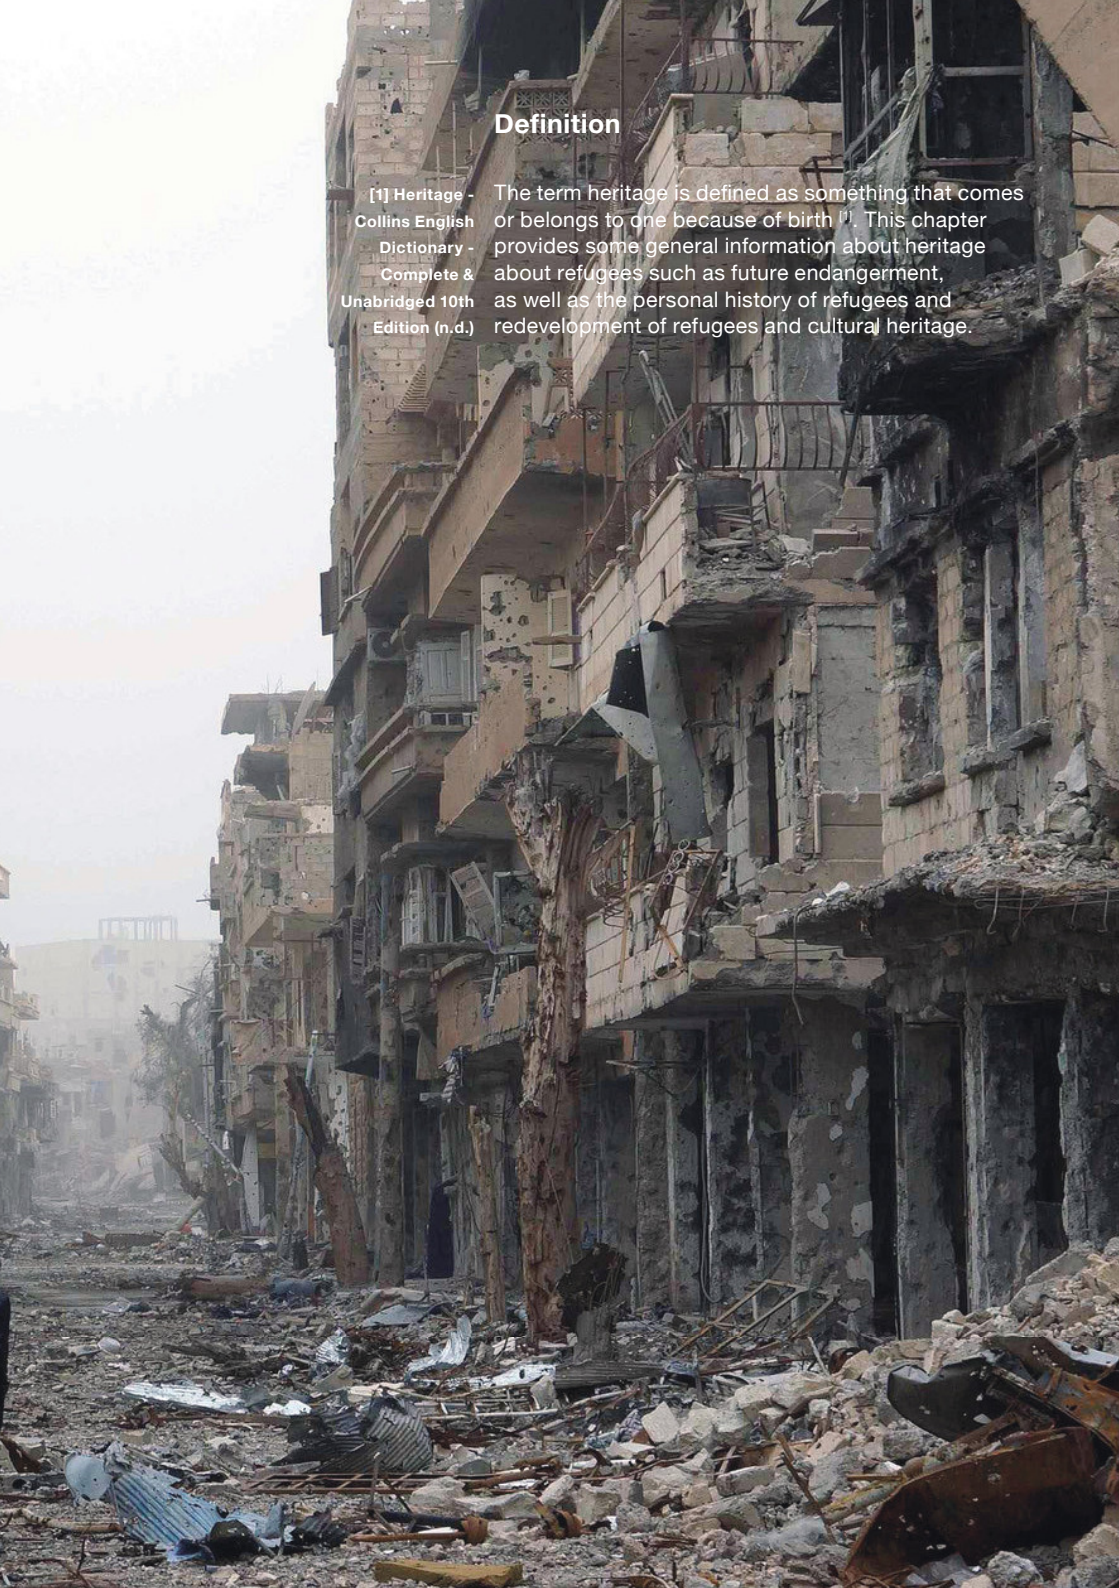 Definition
[1] Heritage -
Collins English
Dictionary -
Complete &
Unabridged 10th
Edition (n.d.)
The term heritage is defined as something that comes
or belongs to one because of birth [1]. This chapter
provides some general information about heritage
about refugees such as future endangerment,
as well as the personal history of refugees and
redevelopment of refugees and cultural heritage.